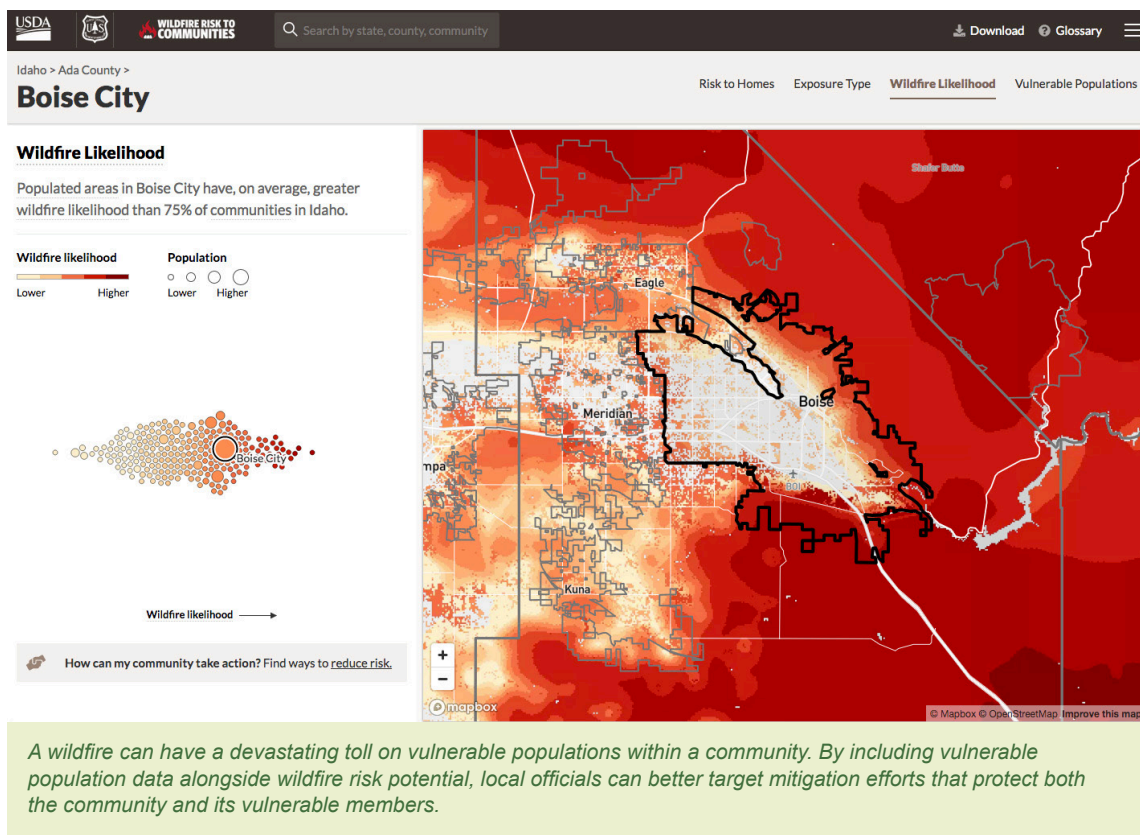 USDA
UAS
WILDFIRE RISK TO
COMMUNITIES
Search by state, county, community
Download
Glossary
Idaho > Ada County >
Boise City
Risk to Homes
Exposure Type
Wildfire Likelihood
Vulnerable Populations
Wildfire Likelihood
Populated areas in Boise City have, on average, greater
wildfire likelihood than 75% of communities in Idaho.
Wildfire likelihood
Population
Lower
Higher
Lower
Higher
Boise City
Wildfire likelihood
How can my community take action? Find ways to reduce risk.
Shafer Butte
Eagle
Boise
Meridian
mpa
BOI
Kuna
+
−
mapbox
© Mapbox © OpenStreetMap Improve this map
A wildfire can have a devastating toll on vulnerable populations within a community. By including vulnerable
population data alongside wildfire risk potential, local officials can better target mitigation efforts that protect both
the community and its vulnerable members.